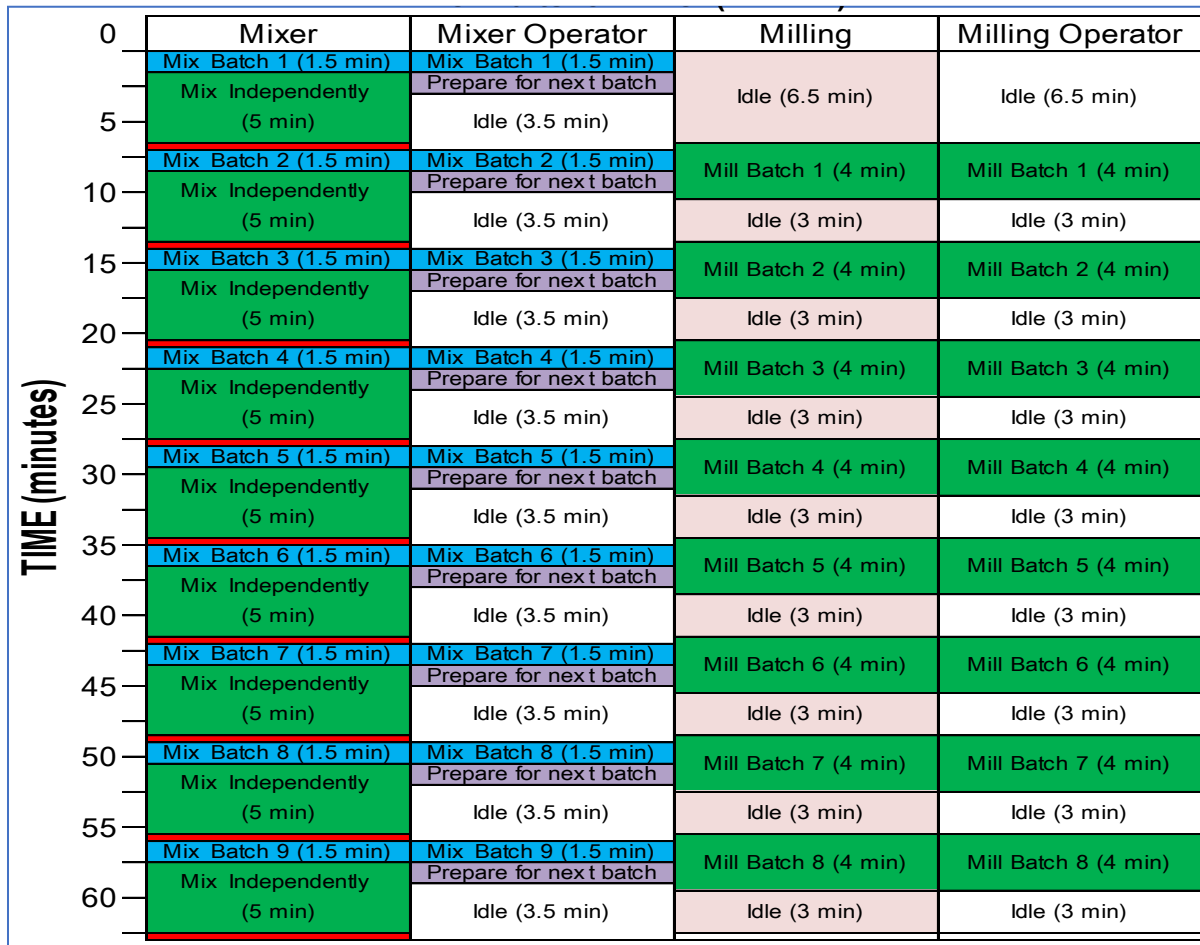 0 Mixer Mixer Operator Milling Milling Operator
Mix Batch 1 (1.5 min) Mix Batch 1 (1.5 min)
Mix Independently Prepare for next batch Idle (6.5 min) Idle (6.5 min)
5 (5 min) Idle (3.5 min)
Mix Batch 2 (1.5 min) Mix Batch 2 (1.5 min) Mill Batch 1 (4 min) Mill Batch 1 (4 min)
10 Mix Independently Prepare for next batch
(5 min) Idle (3.5 min) Idle (3 min) Idle (3 min)
15 Mix Batch 3 (1.5 min) Mix Batch 3 (1.5 min) Mill Batch 2 (4 min) Mill Batch 2 (4 min)
Mix Independently Prepare for next batch
(5 min) Idle (3.5 min) Idle (3 min) Idle (3 min)
20
Mix Batch 4 (1.5 min) Mix Batch 4 (1.5 min) Mill Batch 3 (4 min) Mill Batch 3 (4 min)
Mix Independently Prepare for next batch
25 (5 min) Idle (3.5 min) Idle (3 min) Idle (3 min)
Mix Batch 5 (1.5 min) Mix Batch 5 (1.5 min) Mill Batch 4 (4 min) Mill Batch 4 (4 min)
30 Mix Independently Prepare for next batch
(5 min) Idle (3.5 min) Idle (3 min) Idle (3 min)
TIME (minutes)
35 Mix Batch 6 (1.5 min) Mix Batch 6 (1.5 min) Mill Batch 5 (4 min) Mill Batch 5 (4 min)
Mix Independently Prepare for next batch
40 (5 min) Idle (3.5 min) Idle (3 min) Idle (3 min)
Mix Batch 7 (1.5 min) Mix Batch 7 (1.5 min) Mill Batch 6 (4 min) Mill Batch 6 (4 min)
45 Mix Independently Prepare for next batch
(5 min) Idle (3.5 min) Idle (3 min) Idle (3 min)
50 Mix Batch 8 (1.5 min) Mix Batch 8 (1.5 min) Mill Batch 7 (4 min) Mill Batch 7 (4 min)
Mix Independently Prepare for next batch
55 (5 min) Idle (3.5 min) Idle (3 min) Idle (3 min)
Mix Batch 9 (1.5 min) Mix Batch 9 (1.5 min) Mill Batch 8 (4 min) Mill Batch 8 (4 min)
Mix Independently Prepare for next batch
60 (5 min) Idle (3.5 min) Idle (3 min) Idle (3 min)